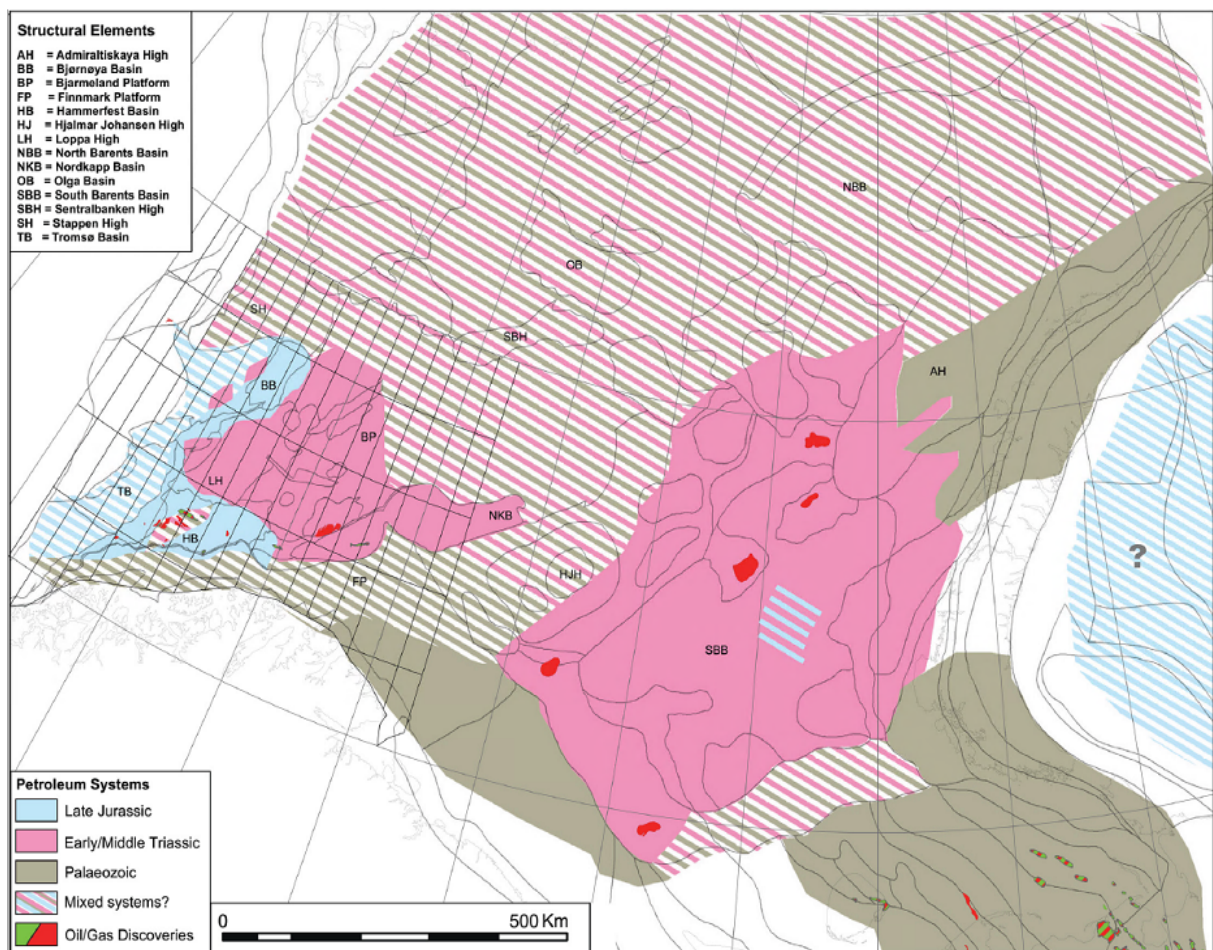 Structural Elements
AH = Admiraltiskaya High
BB = Bjørnøya Basin
BP = Bjarmeland Platform
FP = Finnmark Platform
HB = Hammerfest Basin
HJ = Hjalmar Johansen High
LH = Loppa High
NBB = North Barents Basin
NKB = Nordkapp Basin
OB = Olga Basin
SBB = South Barents Basin
SBH = Sentralbanken High
SH = Stappen High
TB = Tromsø Basin
NBB
OB
SH
SBH
AH
BB
BP
LH
TB
NKB
HB
?
FP
HJH
SBB
Petroleum Systems
Late Jurassic
Early/Middle Triassic
Palaeozoic
Mixed systems?
Oil/Gas Discoveries
0 500 Km